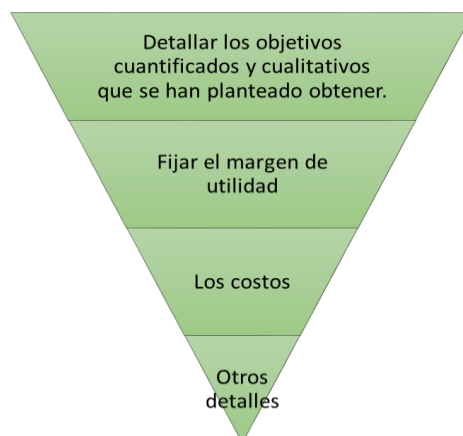 Detallar los objetivos
cuantificados y cualitativos
que se han planteado obtener.
Fijar el margen de
utilidad
Los costos
Otros
detalles